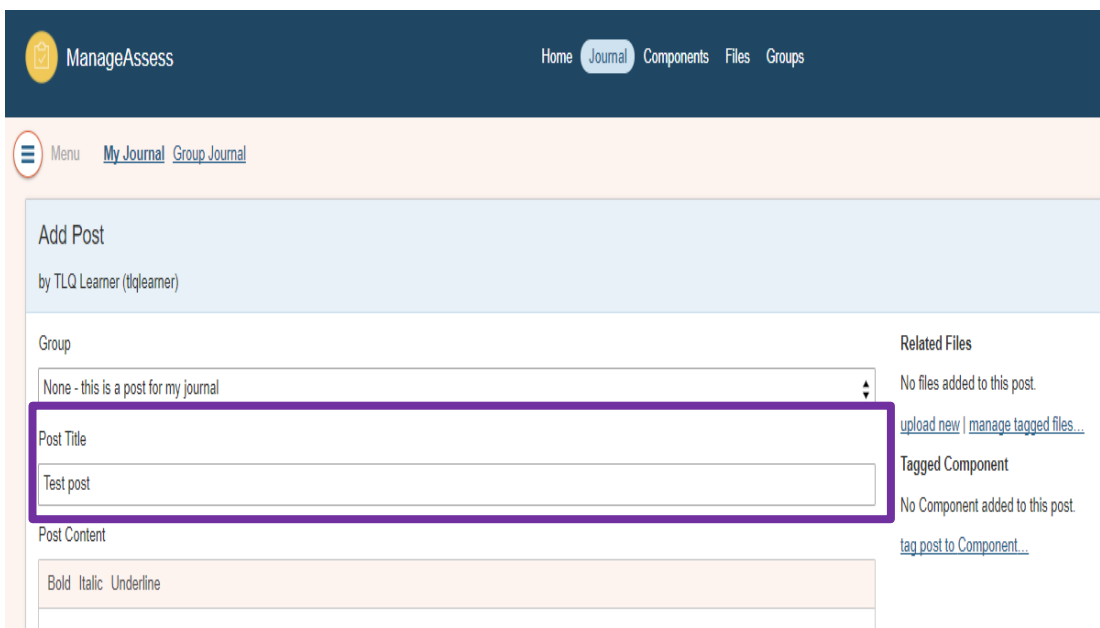 ManageAssess
Home Journal Components Files Groups
Menu My Journal Group Journal
Add Post
by TLQ Learner (tlqlearner)
Group
None - this is a post for my journal
Post Title
Test post
Post Content
Bold Italic Underline
Related Files
No files added to this post.
upload new | manage tagged files...
Tagged Component
No Component added to this post.
tag post to Component...